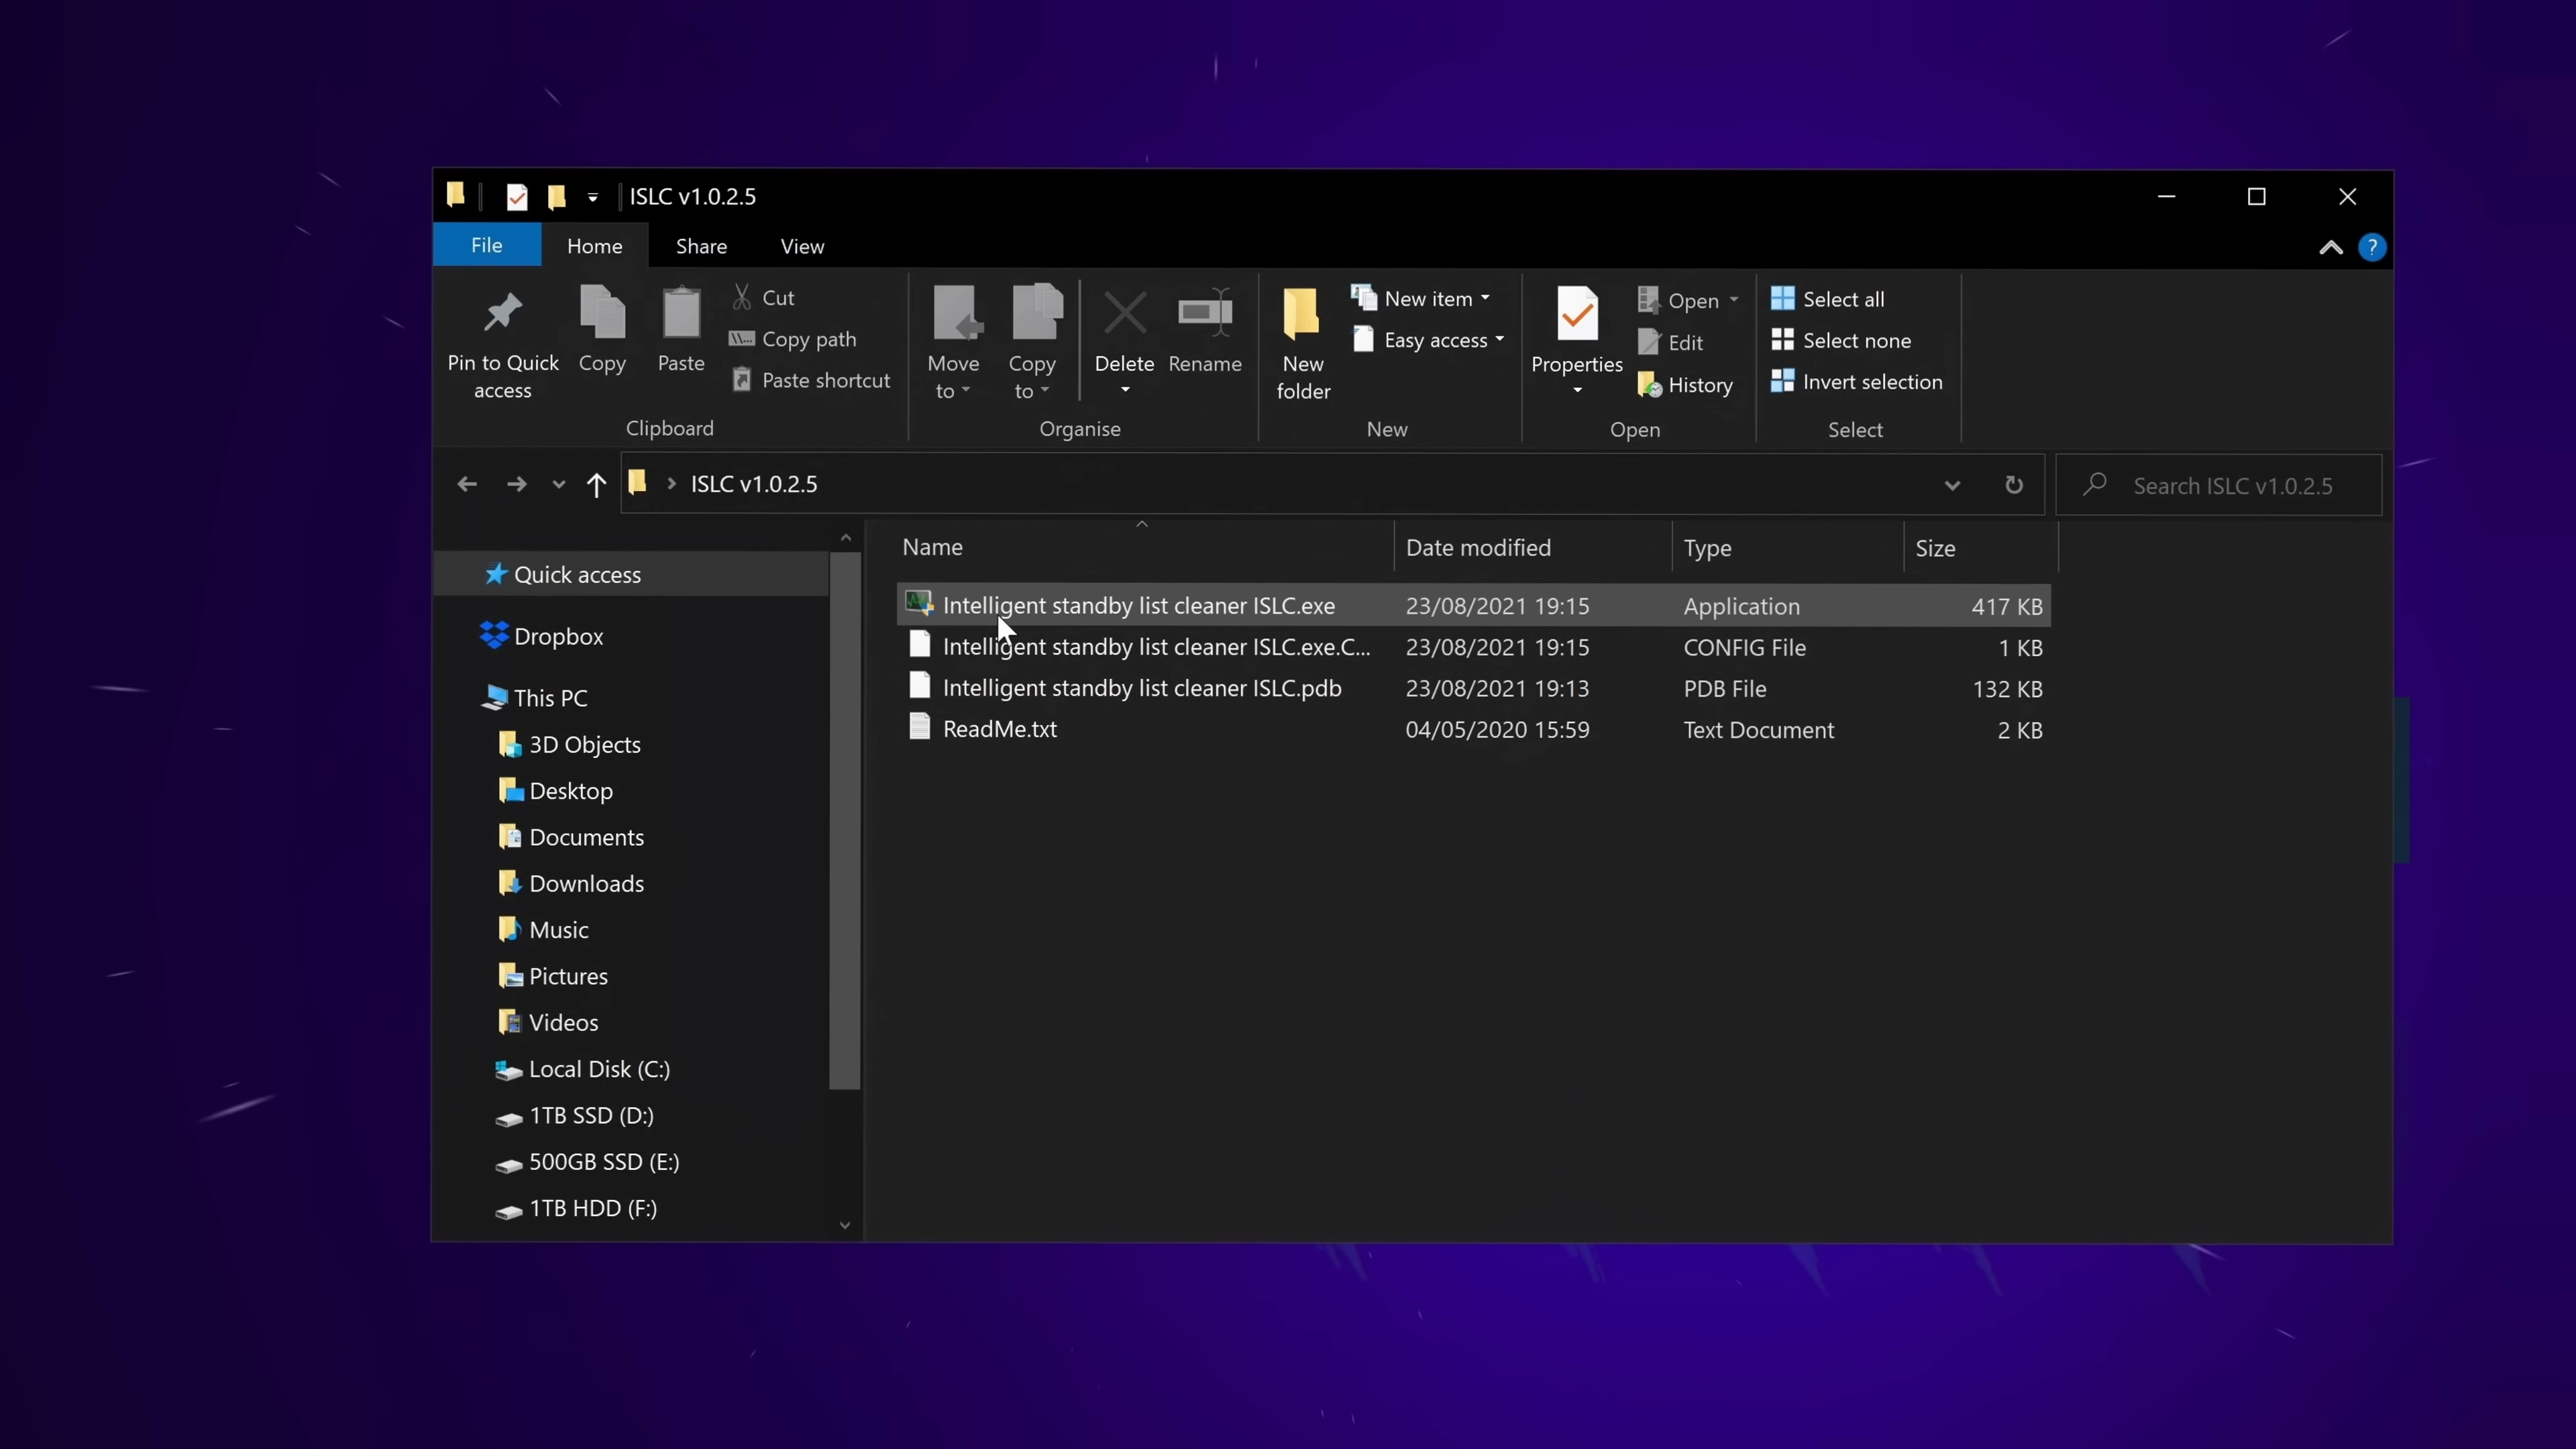 ISLC v1.0.2.5
File Home Share View
?
Pin to Quick access
Copy
Paste
Cut
Copy path
Paste shortcut
Clipboard
Move to
Copy to
Delete
Rename
Organise
New folder
New item
Easy access
New
Properties
Open
Edit
History
Open
Select all
Select none
Invert selection
Select
ISLC v1.0.2.5
Search ISLC v1.0.2.5
Quick access
Dropbox
This PC
3D Objects
Desktop
Documents
Downloads
Music
Pictures
Videos
Local Disk (C:)
1TB SSD (D:)
500GB SSD (E:)
1TB HDD (F:)
Name Date modified Type Size
Intelligent standby list cleaner ISLC.exe 23/08/2021 19:15 Application 417 KB
Intelligent standby list cleaner ISLC.exe.C... 23/08/2021 19:15 CONFIG File 1 KB
Intelligent standby list cleaner ISLC.pdb 23/08/2021 19:13 PDB File 132 KB
ReadMe.txt 04/05/2020 15:59 Text Document 2 KB